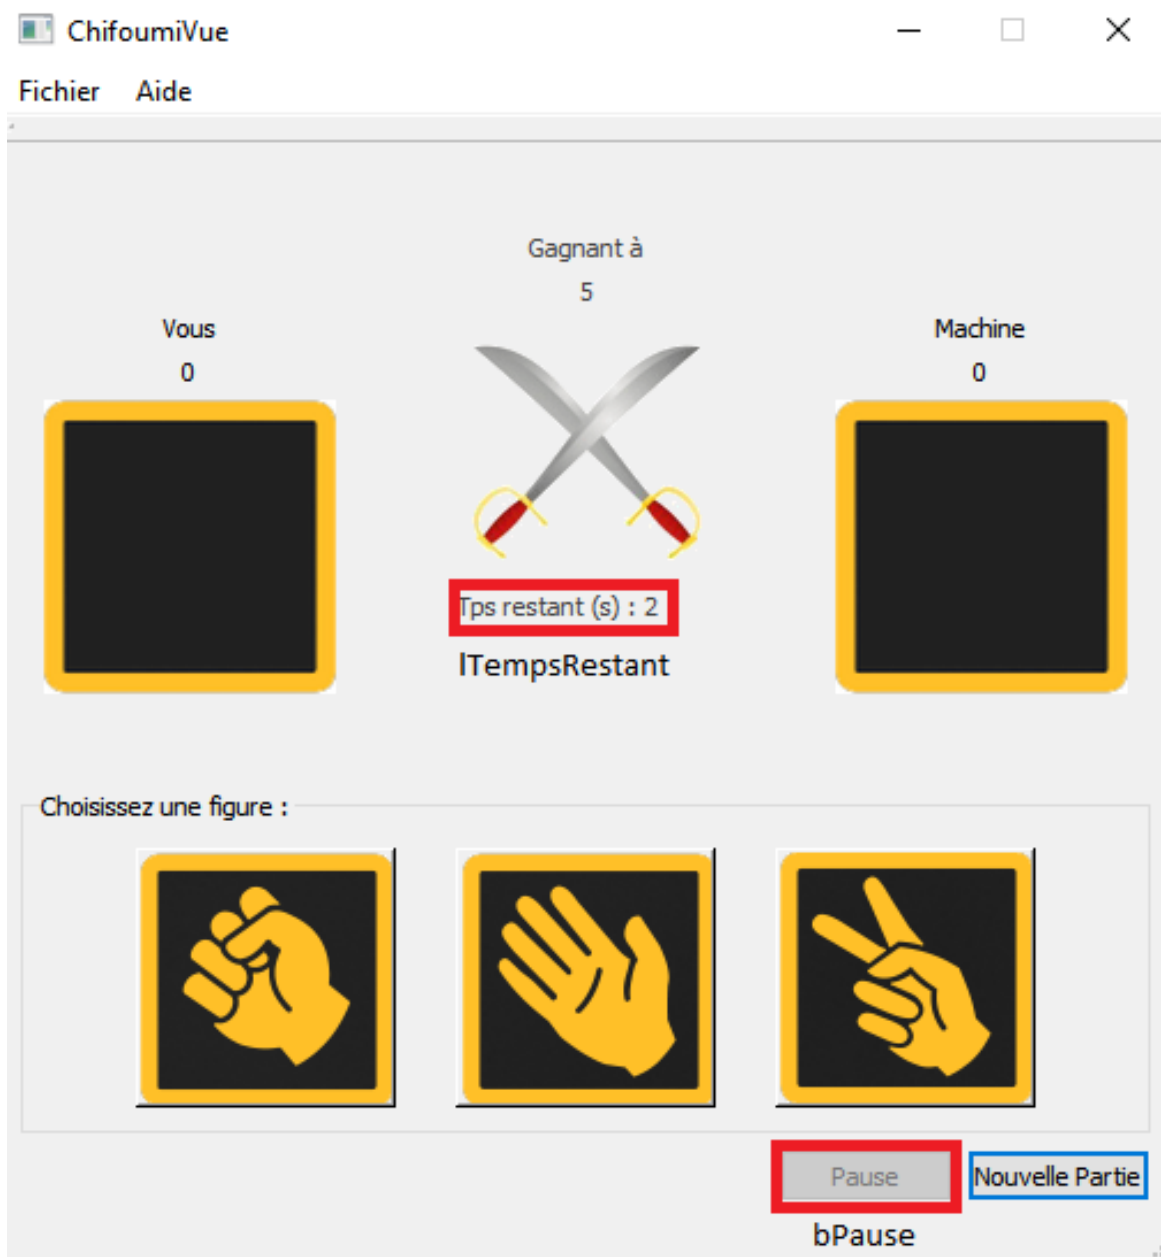 ChifoumiVue
Fichier Aide
Gagnant à
5
Vous
0
Machine
0
Tps restant (s) : 2
lTempsRestant
Choisissez une figure :
Pause
Nouvelle Partie
bPause